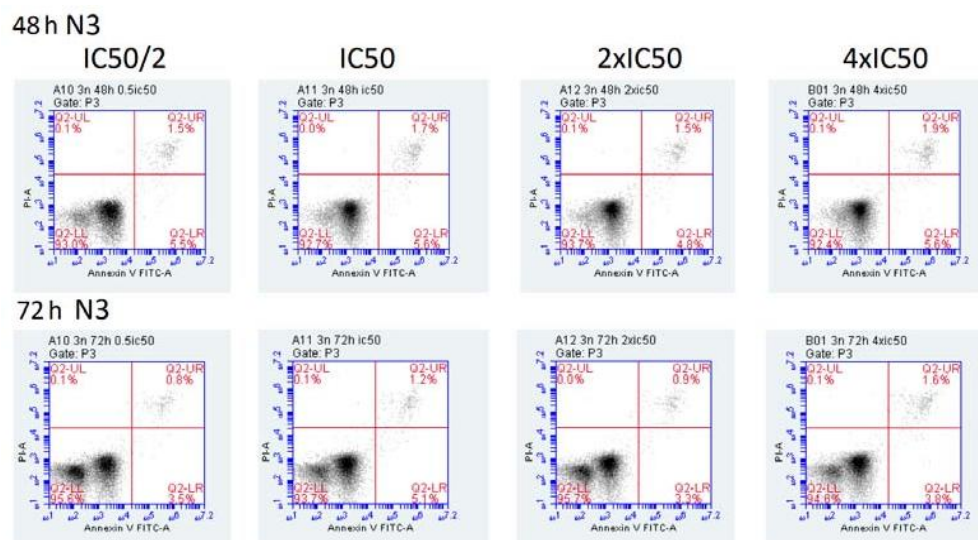 48h N3
IC50/2 IC50 2xIC50 4xIC50
A10 3n 48h 0.5ic50
Gate: P3
Q2-UL Q2-UR
0.1% 1.5%
Q2-LL Q2-LR
93.0% 5.5%
PI-A
Annexin V FITC-A
A11 3n 48h ic50
Gate: P3
Q2-UL Q2-UR
0.0% 1.7%
Q2-LL Q2-LR
92.7% 5.6%
PI-A
Annexin V FITC-A
A12 3n 48h 2xic50
Gate: P3
Q2-UL Q2-UR
0.1% 1.5%
Q2-LL Q2-LR
93.7% 4.8%
PI-A
Annexin V FITC-A
B01 3n 48h 4xic50
Gate: P3
Q2-UL Q2-UR
0.1% 1.9%
Q2-LL Q2-LR
92.4% 5.6%
PI-A
Annexin V FITC-A
72h N3
A10 3n 72h 0.5ic50
Gate: P3
Q2-UL Q2-UR
0.1% 0.8%
Q2-LL Q2-LR
95.6% 3.5%
PI-A
Annexin V FITC-A
A11 3n 72h ic50
Gate: P3
Q2-UL Q2-UR
0.1% 1.2%
Q2-LL Q2-LR
93.7% 5.1%
PI-A
Annexin V FITC-A
A12 3n 72h 2xic50
Gate: P3
Q2-UL Q2-UR
0.0% 0.9%
Q2-LL Q2-LR
95.7% 3.3%
PI-A
Annexin V FITC-A
B01 3n 72h 4xic50
Gate: P3
Q2-UL Q2-UR
0.1% 1.6%
Q2-LL Q2-LR
94.6% 3.8%
PI-A
Annexin V FITC-A